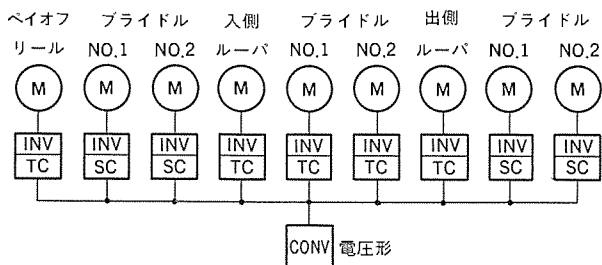 ペイオフ ブライドル 入側 ブライドル 出側 ブライドル
リール NO.1 NO.2 ルーパ NO.1 NO.2 ルーパ NO.1 NO.2
M M M M M M M M M
INV INV INV INV INV INV INV INV INV
TC SC SC TC TC TC TC SC SC
CONV 電圧形